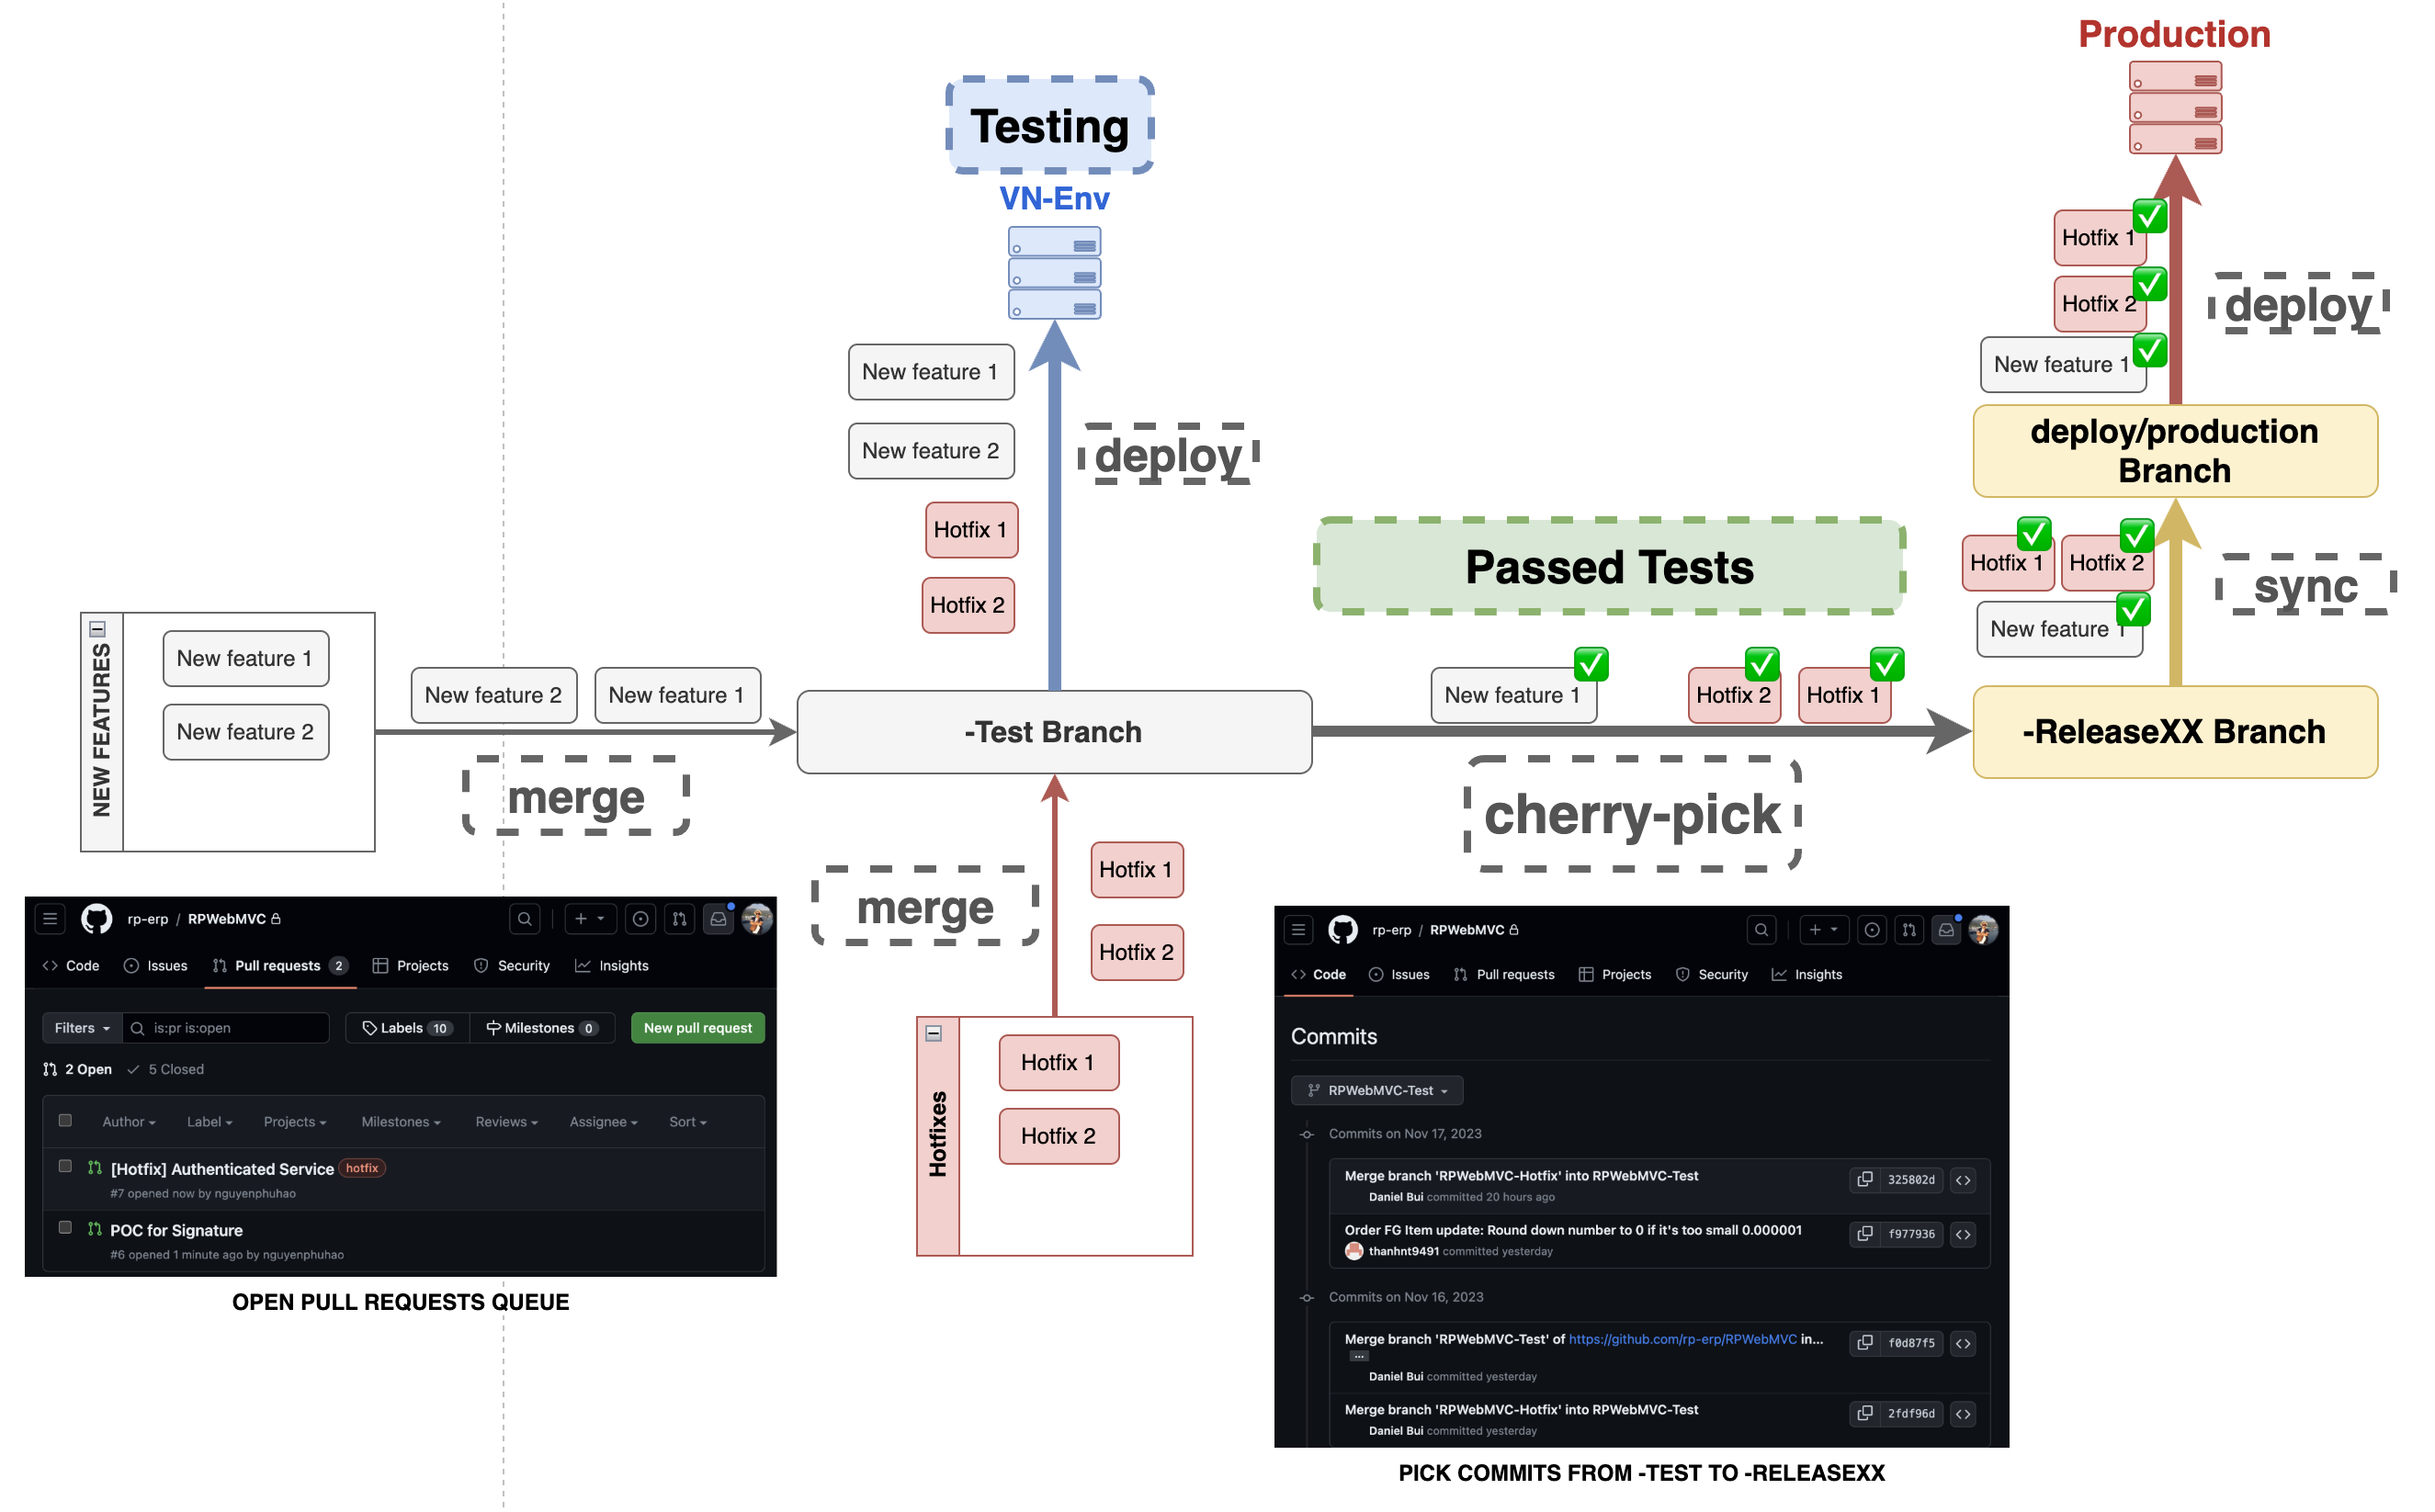 Production
Testing
VN-Env
Hotfix 1
Hotfix 2
New feature 1
deploy
New feature 1
New feature 2
Hotfix 1
Hotfix 2
deploy
deploy/production
Branch
Passed Tests
Hotfix 1
Hotfix 2
New feature 1
sync
NEW FEATURES
New feature 1
New feature 2
New feature 2
New feature 1
merge
-Test Branch
New feature 1
Hotfix 2
Hotfix 1
cherry-pick
-ReleaseXX Branch
merge
Hotfix 1
Hotfix 2
Hotfixes
Hotfix 1
Hotfix 2
rp-erp / RPWebMVC
Code Issues Pull requests 2 Projects Security Insights
Filters is:pr is:open Labels 10 Milestones 0 New pull request
2 Open 5 Closed
Author Label Projects Milestones Reviews Assignee Sort
[Hotfix] Authenticated Service hotfix
#7 opened now by nguyenphuhao
POC for Signature
#6 opened 1 minute ago by nguyenphuhao
OPEN PULL REQUESTS QUEUE
rp-erp / RPWebMVC
Code Issues Pull requests Projects Security Insights
Commits
RPWebMVC-Test
Commits on Nov 17, 2023
Merge branch 'RPWebMVC-Hotfix' into RPWebMVC-Test 325802d
Daniel Bui committed 20 hours ago
Order FG Item update: Round down number to 0 if it's too small 0.000001 f977936
thanhnt9491 committed yesterday
Commits on Nov 16, 2023
Merge branch 'RPWebMVC-Test' of https://github.com/rp-erp/RPWebMVC in... f0d87f5
...
Daniel Bui committed yesterday
Merge branch 'RPWebMVC-Hotfix' into RPWebMVC-Test 2fdf96d
Daniel Bui committed yesterday
PICK COMMITS FROM -TEST TO -RELEASEXX